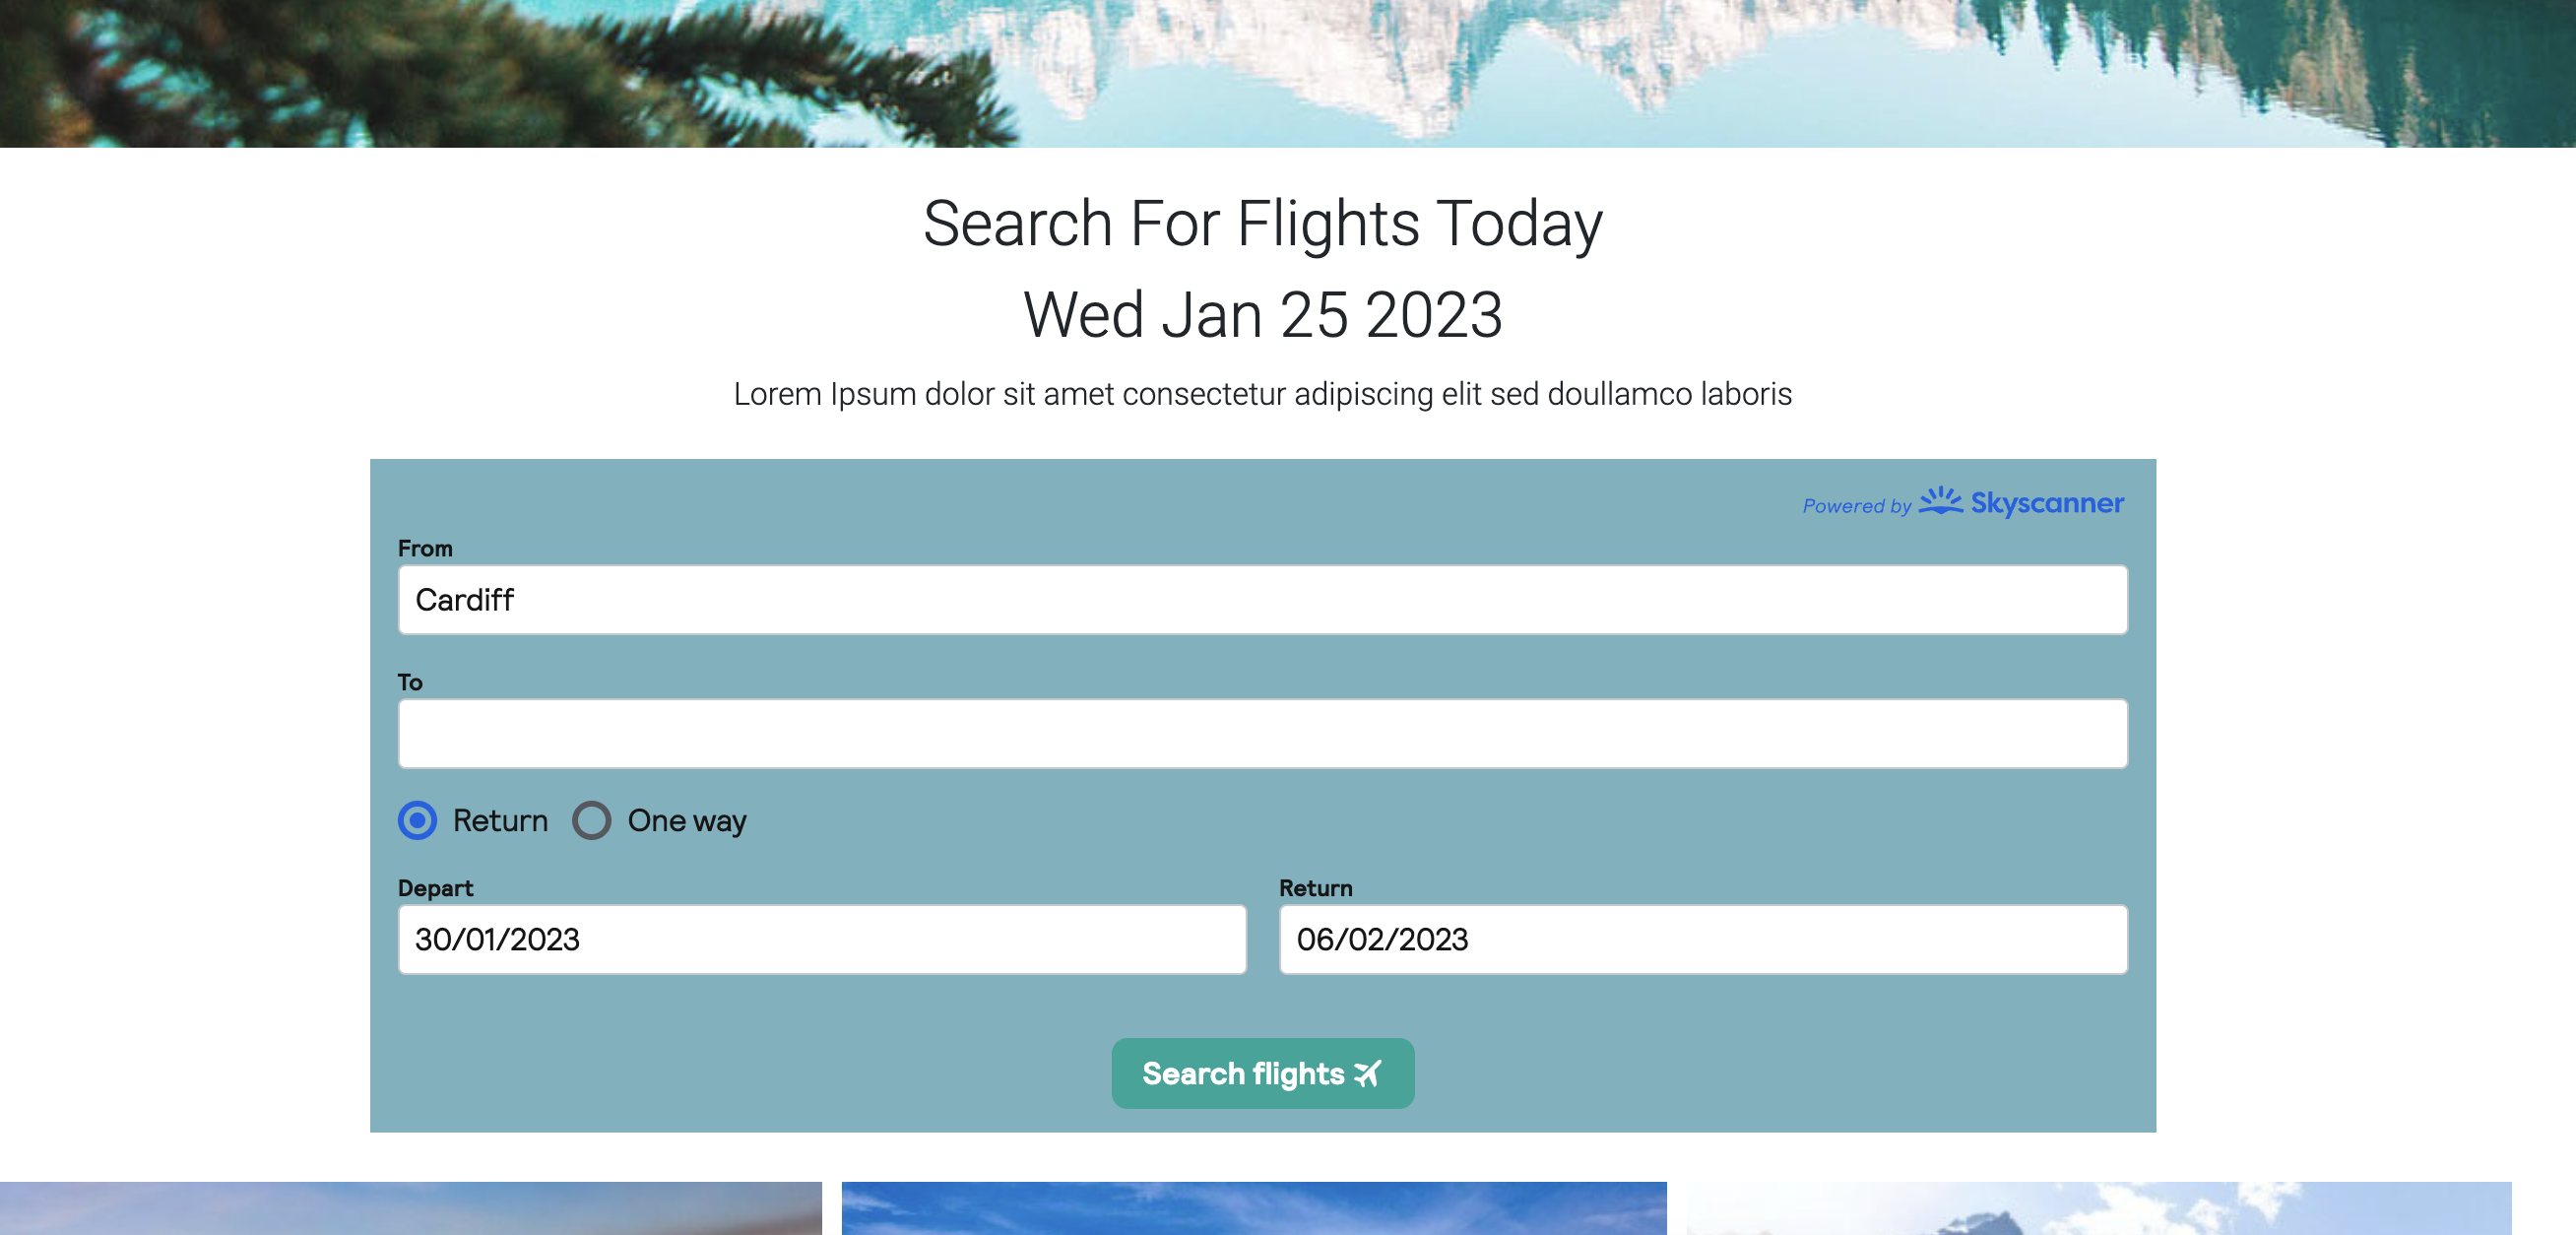 Search For Flights Today
Wed Jan 25 2023
Lorem Ipsum dolor sit amet consectetur adipiscing elit sed doullamco laboris
Powered by Skyscanner
From
Cardiff
To
Return One way
Depart Return
30/01/2023 06/02/2023
Search flights